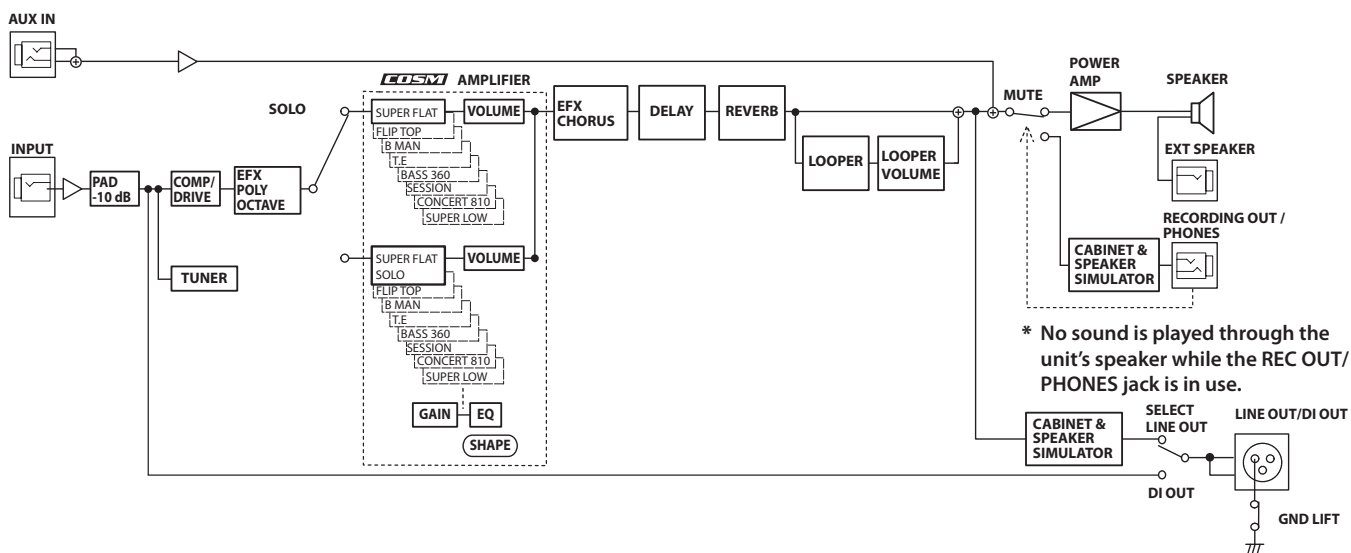 AUX IN
COSM AMPLIFIER
SOLO
INPUT
PAD
-10 dB
COMP/
DRIVE
EFX
POLY
OCTAVE
TUNER
SUPER FLAT
FLIP TOP
B MAN
T.E
BASS 360
SESSION
CONCERT 810
SUPER LOW
VOLUME
SUPER FLAT
SOLO
FLIP TOP
B MAN
T.E
BASS 360
SESSION
CONCERT 810
SUPER LOW
VOLUME
GAIN
EQ
SHAPE
EFX
CHORUS
DELAY
REVERB
LOOPER
LOOPER
VOLUME
MUTE
POWER
AMP
SPEAKER
EXT SPEAKER
RECORDING OUT /
PHONES
CABINET &
SPEAKER
SIMULATOR
* No sound is played through the
unit's speaker while the REC OUT/
PHONES jack is in use.
CABINET &
SPEAKER
SIMULATOR
SELECT
LINE OUT
LINE OUT/DI OUT
DI OUT
GND LIFT